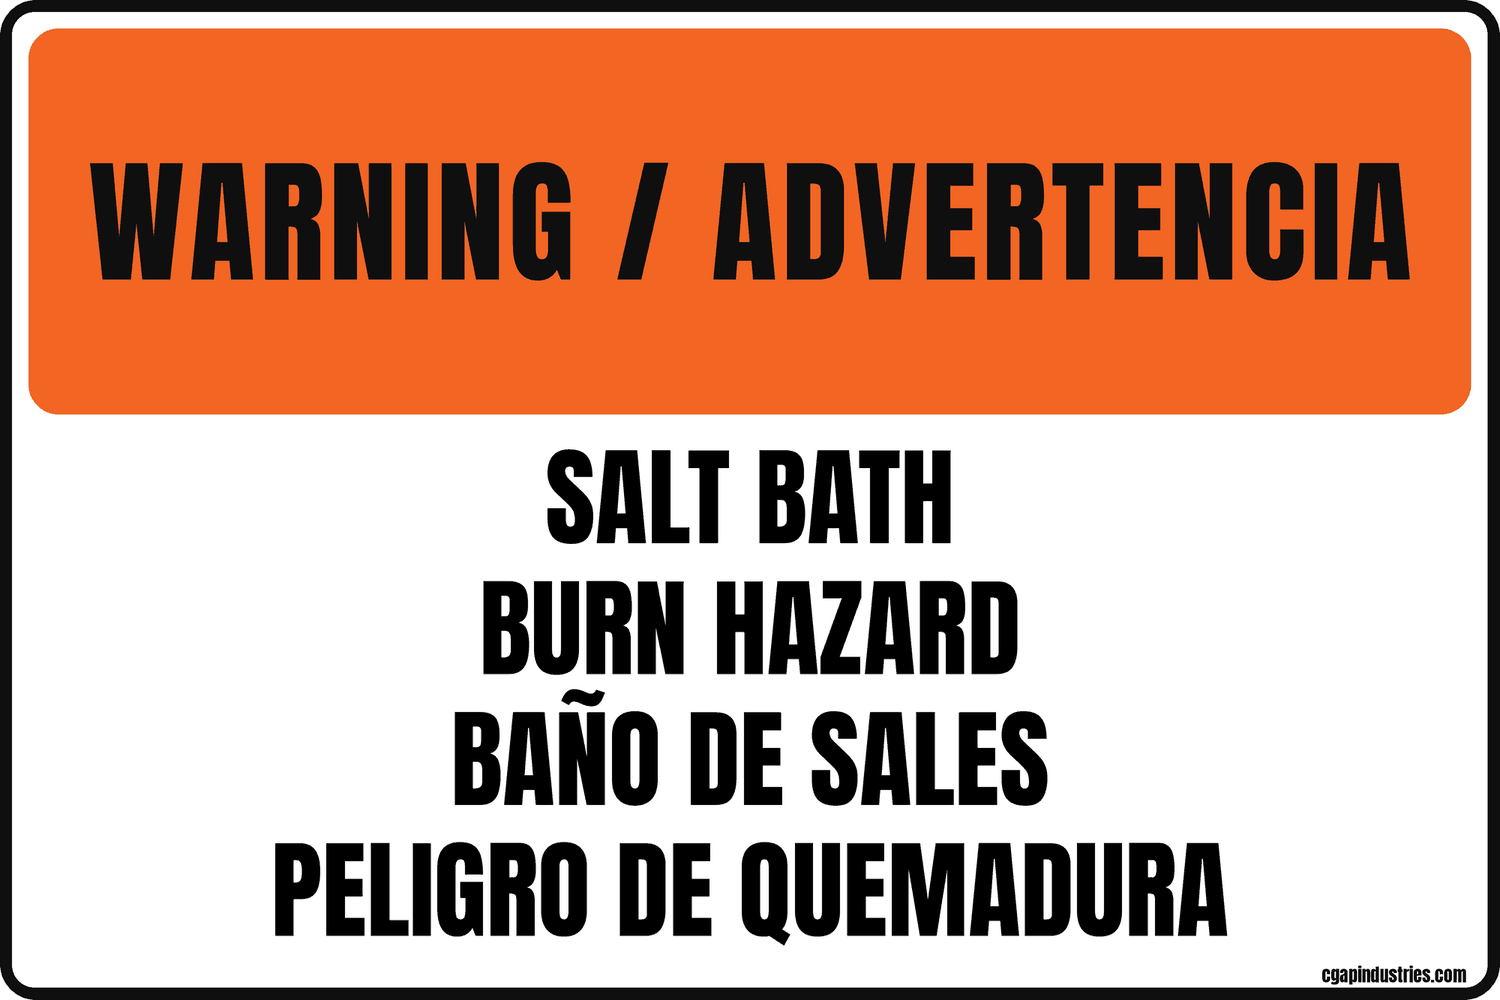 WARNING / ADVERTENCIA
SALT BATH
BURN HAZARD
BAÑO DE SALES
PELIGRO DE QUEMADURA
cgapindustries.com